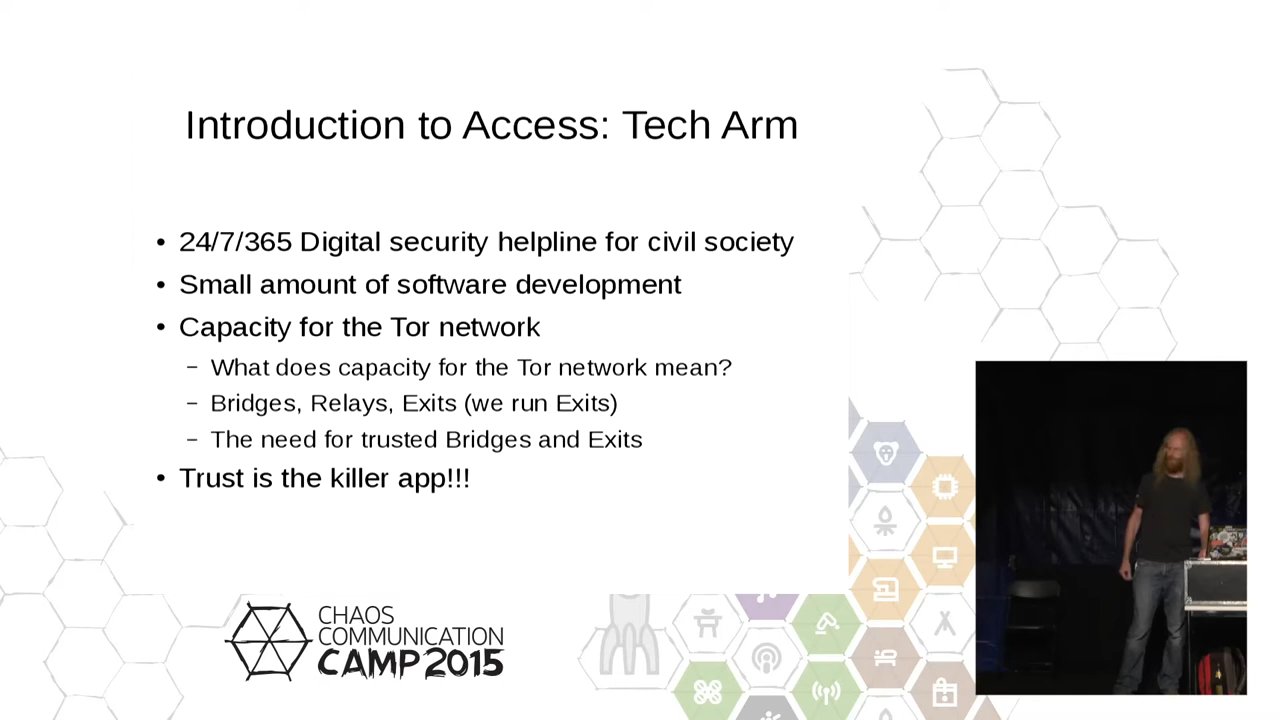 Introduction to Access: Tech Arm
• 24/7/365 Digital security helpline for civil society
• Small amount of software development
• Capacity for the Tor network
– What does capacity for the Tor network mean?
– Bridges, Relays, Exits (we run Exits)
– The need for trusted Bridges and Exits
• Trust is the killer app!!!
CHAOS
COMMUNICATION
CAMP 2015